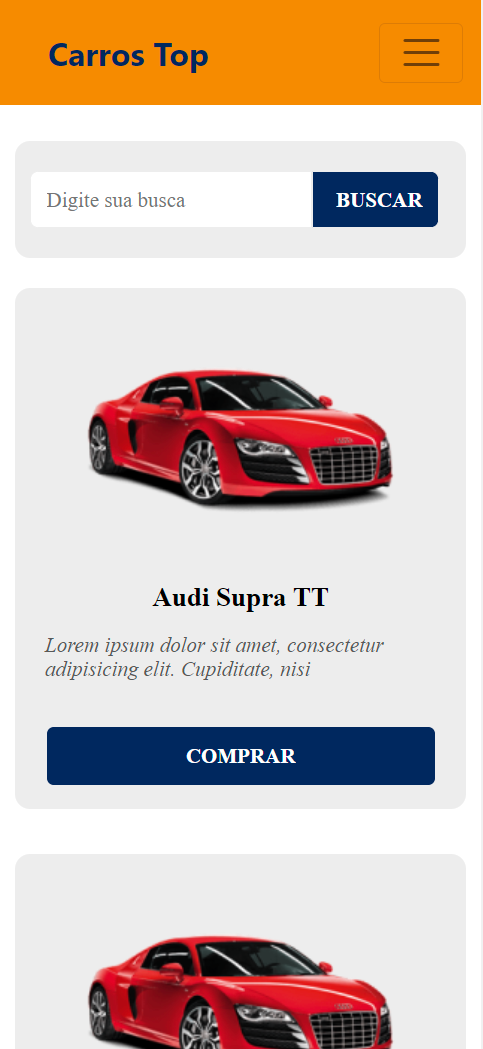 Carros Top
Digite sua busca
BUSCAR
Audi Supra TT
Lorem ipsum dolor sit amet, consectetur
adipisicing elit. Cupiditate, nisi
COMPRAR